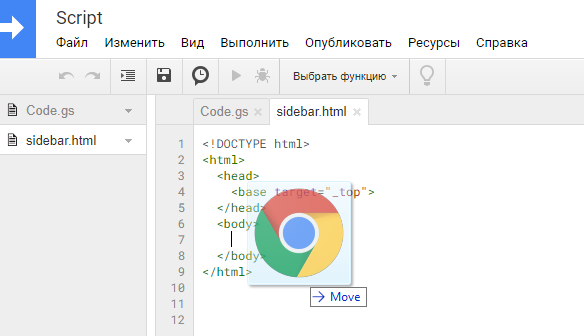 Script
Файл Изменить Вид Выполнить Опубликовать Ресурсы Справка
Выбрать функцию
Code.gs
sidebar.html
Code.gs × sidebar.html ×
1 <!DOCTYPE html>
2 <html>
3 <head>
4 <base target="_top">
5 </head>
6 <body>
7
8 </body>
9 </html>
10
11
12
Move